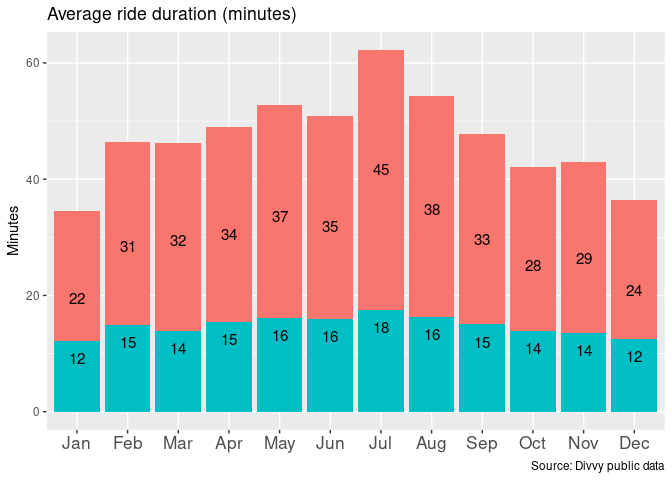 Average ride duration (minutes)
Minutes
60
40
20
0
22 31 32 34 37 35 45 38 33 28 29 24
12 15 14 15 16 16 18 16 15 14 14 12
Jan Feb Mar Apr May Jun Jul Aug Sep Oct Nov Dec
Source: Divvy public data